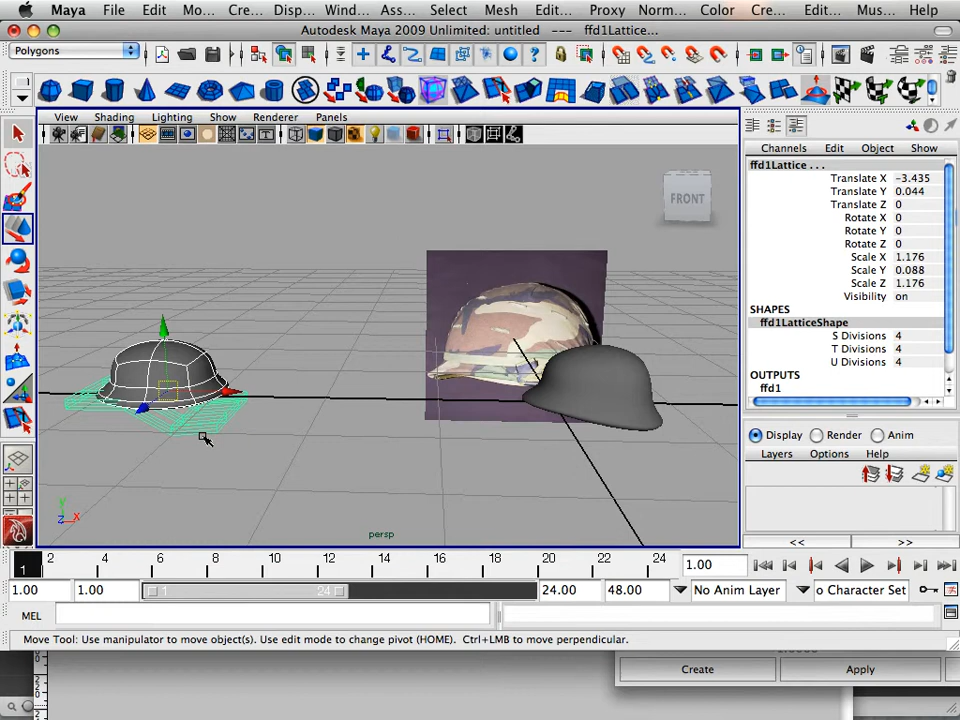 Maya File Edit Mo... Cre... Disp... Wind... Ass... Select Mesh Edit... Proxy Norm... Color Cre... Edit... Mus... Help
Autodesk Maya 2009 Unlimited: untitled --- ffd1Lattice...
Polygons
View Shading Lighting Show Renderer Panels
Channels Edit Object Show
ffd1Lattice . . .
Translate X -3.435
Translate Y 0.044
Translate Z 0
Rotate X 0
Rotate Y 0
Rotate Z 0
Scale X 1.176
Scale Y 0.088
Scale Z 1.176
Visibility on
SHAPES
ffd1LatticeShape
S Divisions 4
T Divisions 4
U Divisions 4
OUTPUTS
ffd1
FRONT
y
z x
persp
Display Render Anim
Layers Options Help
<< >>
1 2 4 6 8 10 12 14 16 18 20 22 24 1.00
1.00 1.00 1 24 24.00 48.00 No Anim Layer o Character Set
MEL
Move Tool: Use manipulator to move object(s). Use edit mode to change pivot (HOME). Ctrl+LMB to move perpendicular.
Create Apply